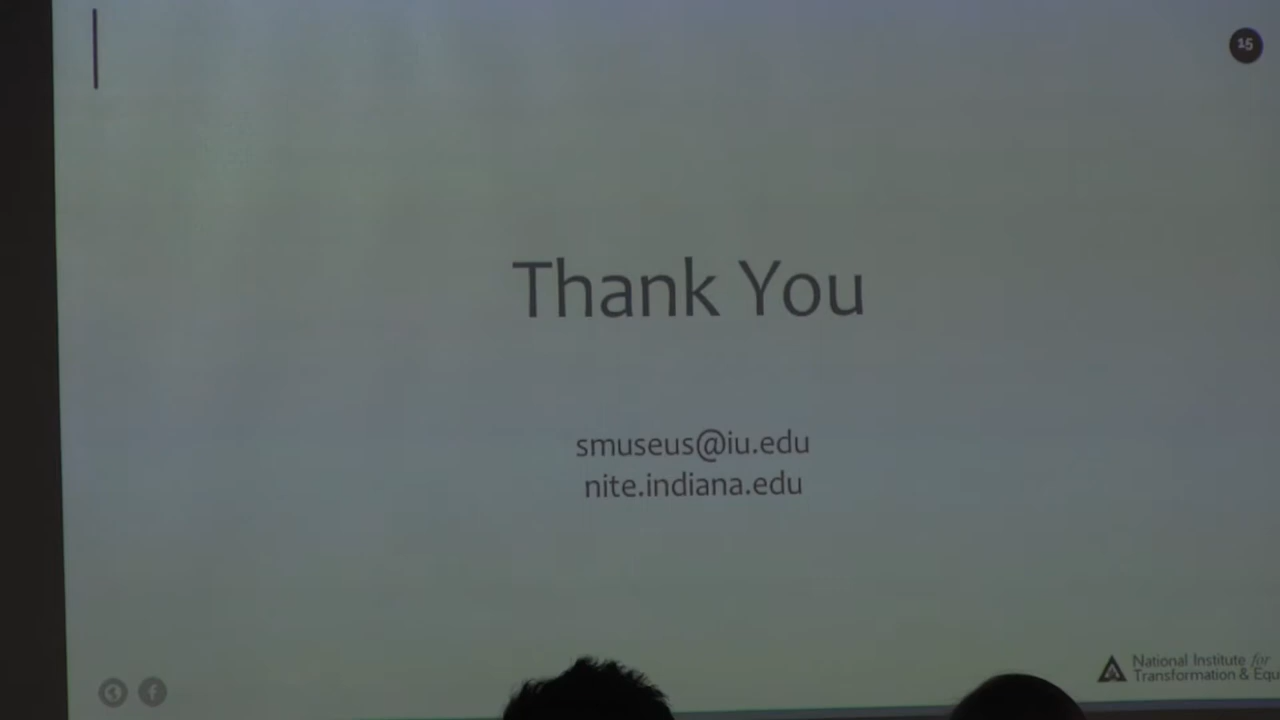 15
Thank You
smuseus@iu.edu
nite.indiana.edu
National Institute for
Transformation & Equ